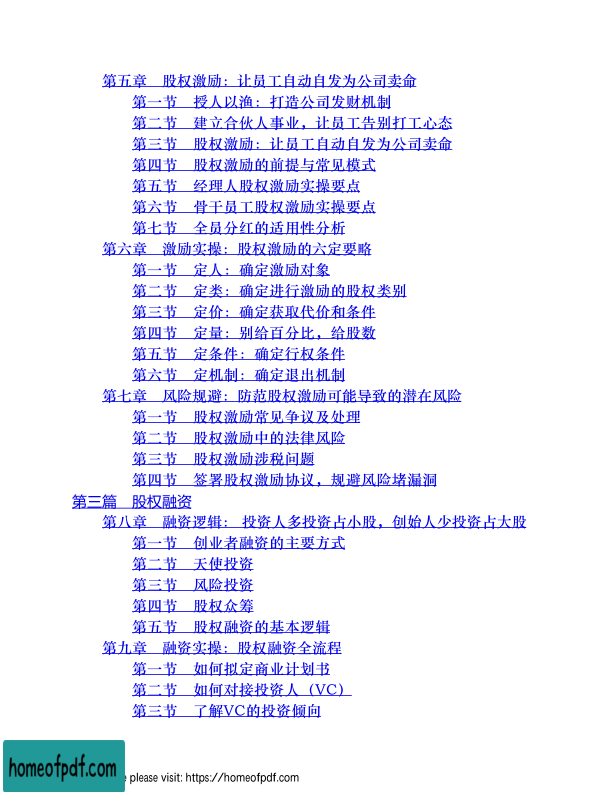 第五章　股权激励：让员工自动自发为公司卖命
第一节　授人以渔：打造公司发财机制
第二节　建立合伙人事业，让员工告别打工心态
第三节　股权激励：让员工自动自发为公司卖命
第四节　股权激励的前提与常见模式
第五节　经理人股权激励实操要点
第六节　骨干员工股权激励实操要点
第七节　全员分红的适用性分析
第六章　激励实操：股权激励的六定要略
第一节　定人：确定激励对象
第二节　定类：确定进行激励的股权类别
第三节　定价：确定获取代价和条件
第四节　定量：别给百分比，给股数
第五节　定条件：确定行权条件
第六节　定机制：确定退出机制
第七章　风险规避：防范股权激励可能导致的潜在风险
第一节　股权激励常见争议及处理
第二节　股权激励中的法律风险
第三节　股权激励涉税问题
第四节　签署股权激励协议，规避风险堵漏洞
第三篇　股权融资
第八章　融资逻辑： 投资人多投资占小股，创始人少投资占大股
第一节　创业者融资的主要方式
第二节　天使投资
第三节　风险投资
第四节　股权众筹
第五节　股权融资的基本逻辑
第九章　融资实操：股权融资全流程
第一节　如何拟定商业计划书
第二节　如何对接投资人（VC）
第三节　了解VC的投资倾向
homeofpdf.com
e please visit: https://homeofpdf.com